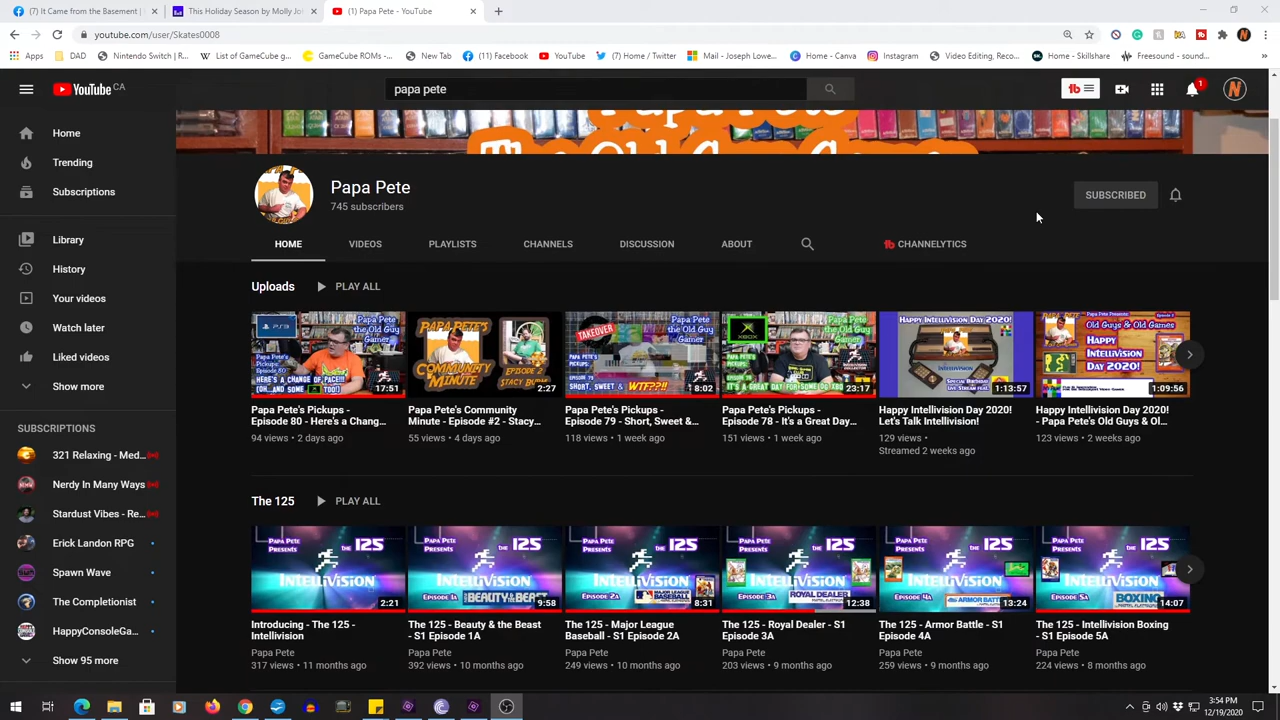 (7) It Came from the Basement | F
This Holiday Season by Molly Jo
(1) Papa Pete - YouTube
youtube.com/user/Skates0008
Apps
DAD
Nintendo Switch | R...
List of GameCube g...
GameCube ROMs -...
New Tab
(11) Facebook
YouTube
(7) Home / Twitter
Mail - Joseph Lowe...
Home - Canva
Instagram
Video Editing, Reco...
Home - Skillshare
Freesound - sound...
YouTube CA
papa pete
1
Papa Pete
The Old Guy Gamer
Home
Trending
Subscriptions
Library
History
Your videos
Watch later
Liked videos
Show more
SUBSCRIPTIONS
321 Relaxing - Med...
Nerdy In Many Ways
Stardust Vibes - Re...
Erick Landon RPG
Spawn Wave
The Completionist
HappyConsoleGa...
Show 95 more
Papa Pete
745 subscribers
SUBSCRIBED
HOME
VIDEOS
PLAYLISTS
CHANNELS
DISCUSSION
ABOUT
CHANNELYTICS
Uploads
PLAY ALL
17:51
2:27
8:02
23:17
1:13:57
1:09:56
Papa Pete's Pickups -
Episode 80 - Here's a Chang...
94 views • 2 days ago
Papa Pete's Community
Minute - Episode #2 - Stacy...
55 views • 4 days ago
Papa Pete's Pickups -
Episode 79 - Short, Sweet &...
118 views • 1 week ago
Papa Pete's Pickups -
Episode 78 - It's a Great Day...
151 views • 1 week ago
Happy Intellivision Day 2020!
Let's Talk Intellivision!
129 views •
Streamed 2 weeks ago
Happy Intellivision Day 2020!
- Papa Pete's Old Guys & Ol...
123 views • 2 weeks ago
The 125
PLAY ALL
2:21
9:58
8:31
12:38
13:24
14:07
Introducing - The 125 -
Intellivision
Papa Pete
317 views • 11 months ago
The 125 - Beauty & the Beast
- S1 Episode 1A
Papa Pete
392 views • 10 months ago
The 125 - Major League
Baseball - S1 Episode 2A
Papa Pete
249 views • 10 months ago
The 125 - Royal Dealer - S1
Episode 3A
Papa Pete
203 views • 9 months ago
The 125 - Armor Battle - S1
Episode 4A
Papa Pete
259 views • 9 months ago
The 125 - Intellivision Boxing
- S1 Episode 5A
Papa Pete
224 views • 8 months ago
3:54 PM
12/19/2020